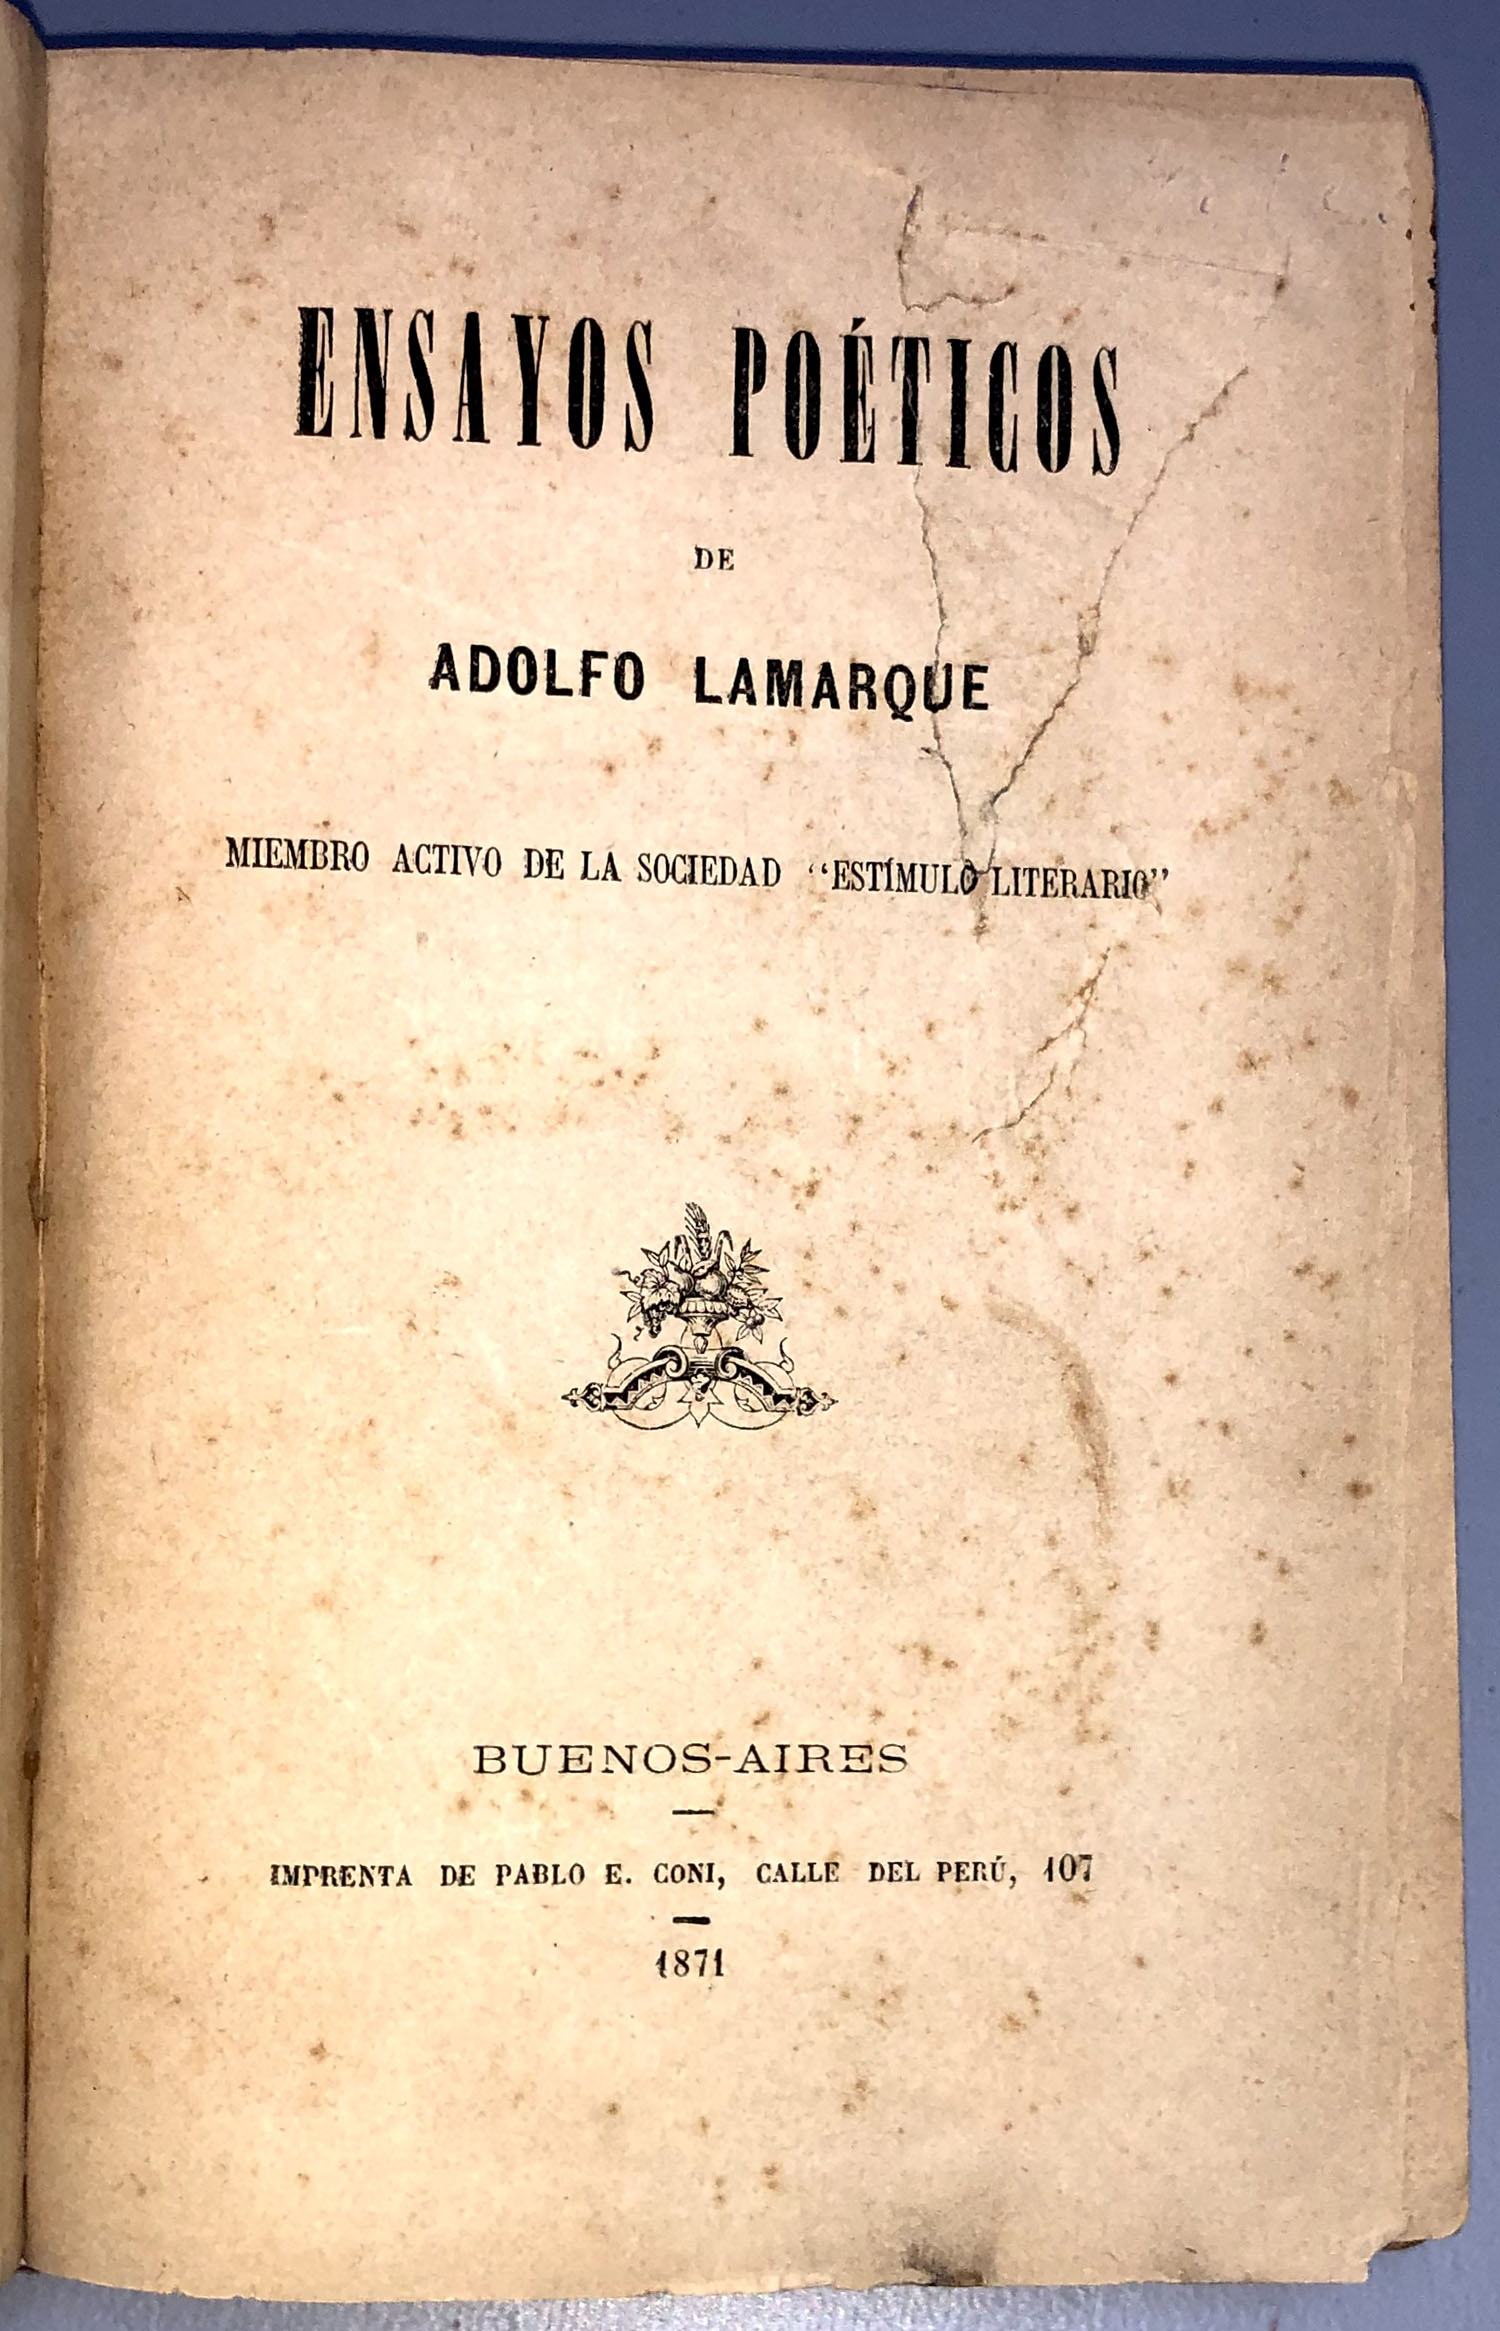 ENSAYOS POÉTICOS
DE
ADOLFO LAMARQUE
MIEMBRO ACTIVO DE LA SOCIEDAD “ESTÍMULO LITERARIO”
BUENOS-AIRES
IMPRENTA DE PABLO E. CONI, CALLE DEL PERÚ, 107
1871